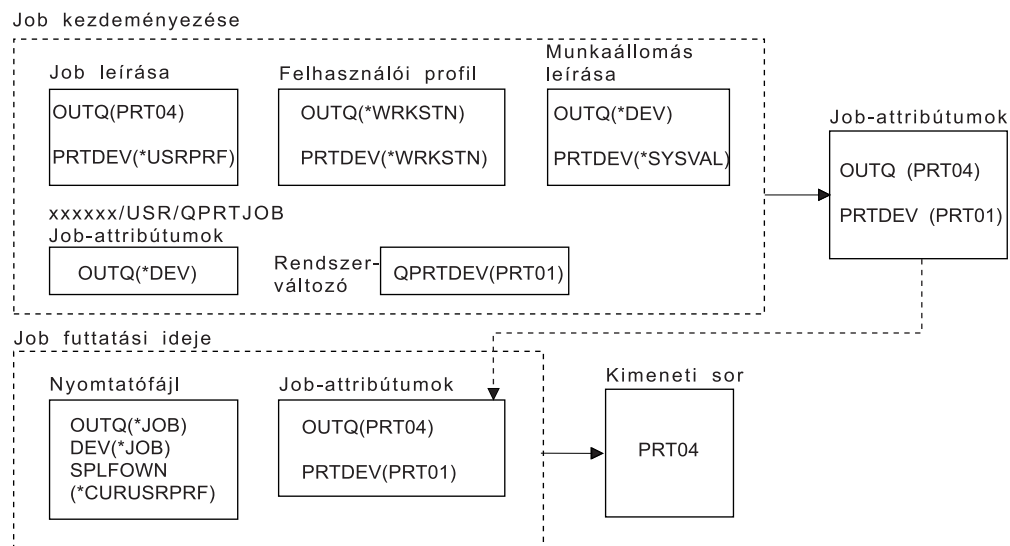 Job kezdeményezése
Job leírása
OUTQ(PRT04)
PRTDEV(*USRPRF)
Felhasználói profil
OUTQ(*WRKSTN)
PRTDEV(*WRKSTN)
Munkaállomás
leírása
OUTQ(*DEV)
PRTDEV(*SYSVAL)
Job-attribútumok
OUTQ (PRT04)
PRTDEV (PRT01)
xxxxxx/USR/QPRTJOB
Job-attribútumok
OUTQ(*DEV)
Rendszer-
változó
QPRTDEV(PRT01)
Job futtatási ideje
Nyomtatófájl
OUTQ(*JOB)
DEV(*JOB)
SPLFOWN
(*CURUSRPRF)
Job-attribútumok
OUTQ(PRT04)
PRTDEV(PRT01)
Kimeneti sor
PRT04